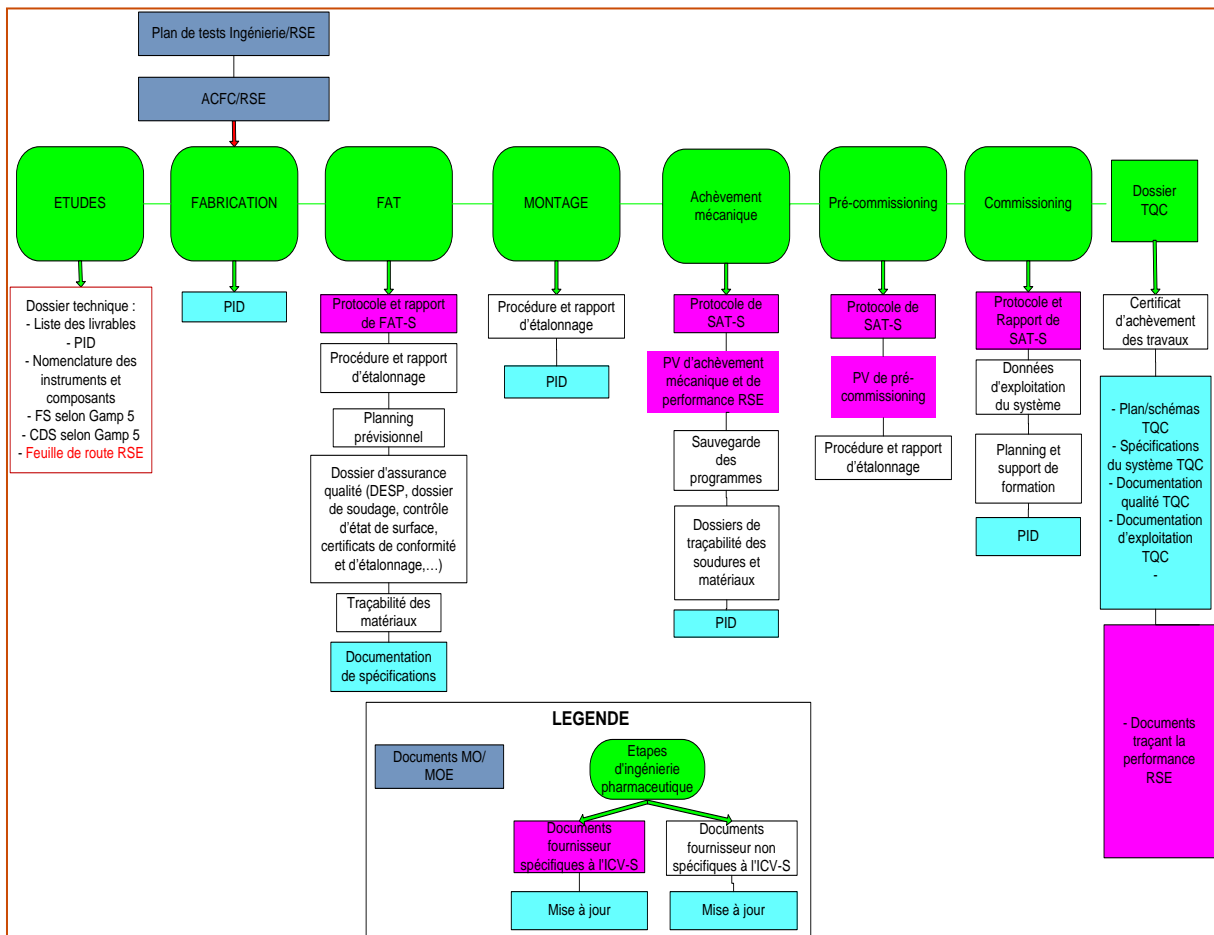 Plan de tests Ingénierie/RSE
ACFC/RSE
ETUDES
FABRICATION
FAT
MONTAGE
Achèvement
mécanique
Pré-commissioning
Commissioning
Dossier
TQC
Dossier technique :
- Liste des livrables
- PID
- Nomenclature des
instruments et
composants
- FS selon Gamp 5
- CDS selon Gamp 5
- Feuille de route RSE
PID
Protocole et rapport
de FAT-S
Procédure et rapport
d'étalonnage
Planning
prévisionnel
Dossier d'assurance
qualité (DESP, dossier
de soudage, contrôle
d'état de surface,
certificats de conformité
et d'étalonnage,…)
Traçabilité des
matériaux
Documentation
de spécifications
Procédure et rapport
d'étalonnage
PID
Protocole de
SAT-S
PV d'achèvement
mécanique et de
performance RSE
Sauvegarde
des
programmes
Dossiers de
traçabilité des
soudures et
matériaux
PID
Protocole de
SAT-S
PV de pré-
commissioning
Procédure et rapport
d'étalonnage
Protocole et
Rapport de
SAT-S
Données
d'exploitation
du système
Planning et
support de
formation
PID
Certificat
d'achèvement
des travaux
- Plan/schémas
TQC
- Spécifications
du système TQC
- Documentation
qualité TQC
- Documentation
d'exploitation
TQC
-
- Documents
traçant la
performance
RSE
LEGENDE
Documents MO/
MOE
Etapes
d'ingénierie
pharmaceutique
Documents
fournisseur
spécifiques à l'ICV-S
Documents
fournisseur non
spécifiques à l'ICV-S
Mise à jour
Mise à jour